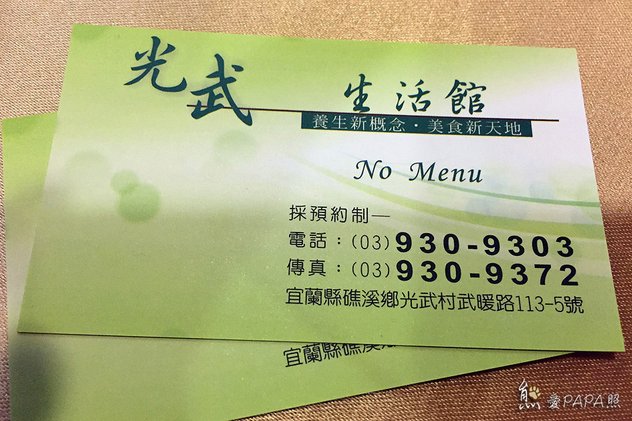 光武 生活館
養生新概念・美食新天地
No Menu
採預約制—
電話：(03)930-9303
傳真：(03)930-9372
宜蘭縣礁溪鄉光武村武暖路113-5號
宜蘭縣礁溪
熊愛PAPA照